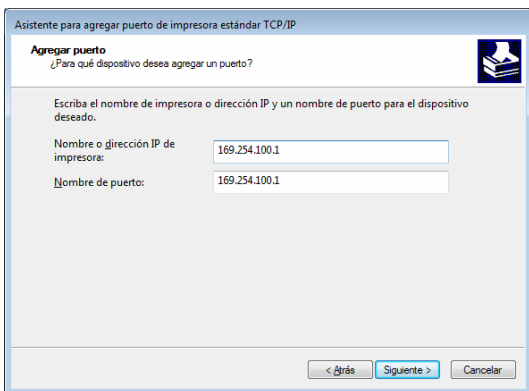 Asistente para agregar puerto de impresora estándar TCP/IP
Agregar puerto
¿Para qué dispositivo desea agregar un puerto?
Escriba el nombre de impresora o dirección IP y un nombre de puerto para el dispositivo
deseado.
Nombre o dirección IP de
impresora:
169.254.100.1
Nombre de puerto:
169.254.100.1
< Atrás
Siguiente >
Cancelar